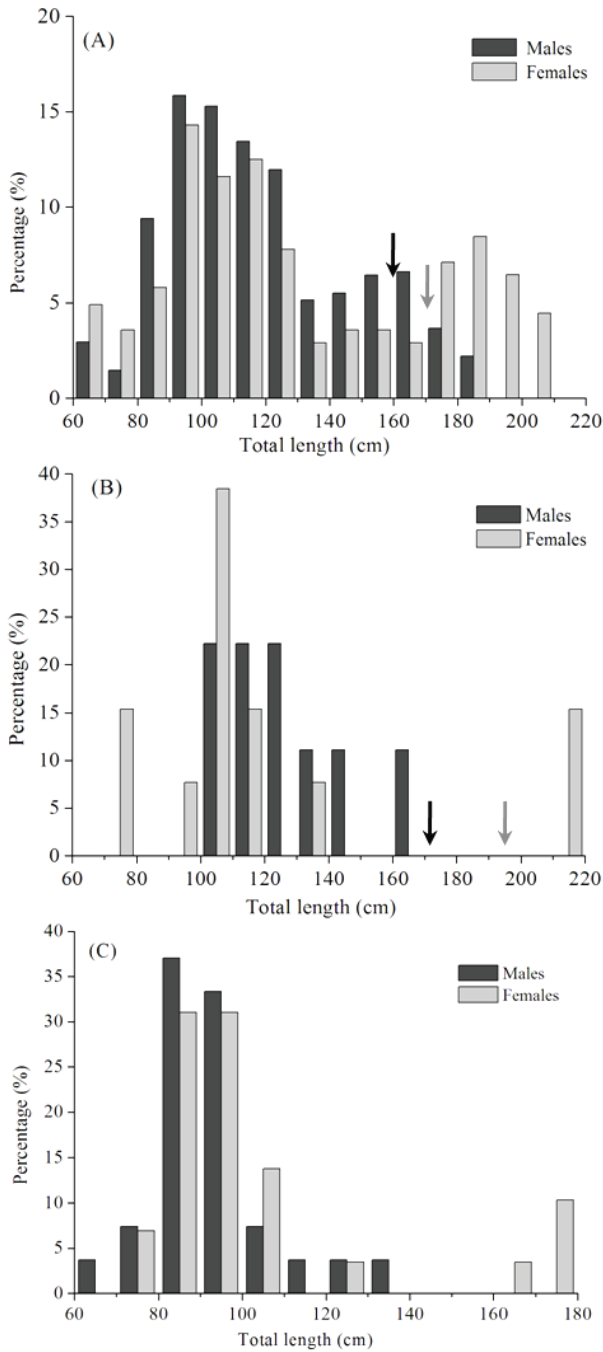 (A)
Males
Females
20
15
10
5
0
Percentage (%)
60 80 100 120 140 160 180 200 220
Total length (cm)
(B)
Males
Females
40
35
30
25
20
15
10
5
0
Percentage (%)
60 80 100 120 140 160 180 200 220
Total length (cm)
(C)
Males
Females
40
35
30
25
20
15
10
5
0
Percentage (%)
60 80 100 120 140 160 180
Total length (cm)